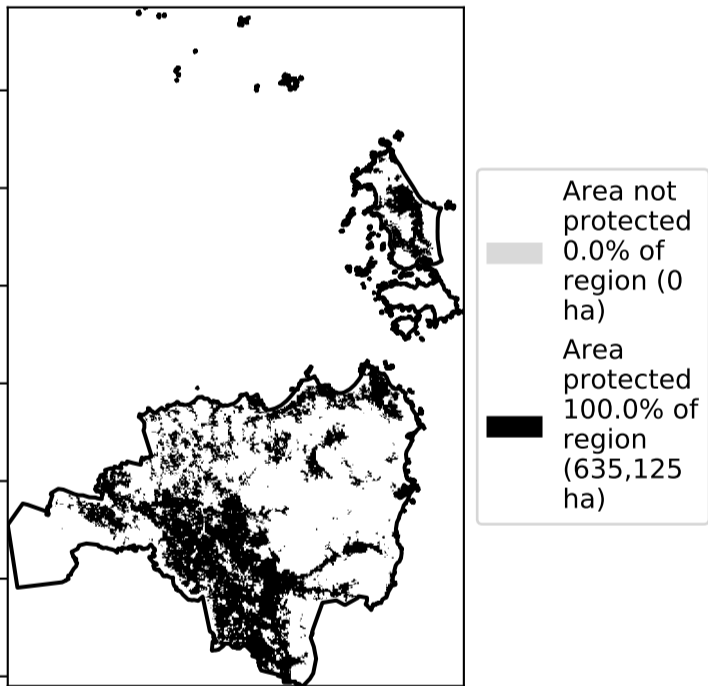 Area not
protected
0.0% of
region (0
ha)
Area
protected
100.0% of
region
(635,125
ha)